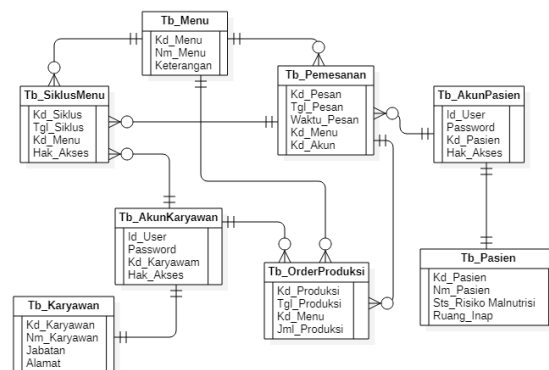 Tb_Menu
Kd_Menu
Nm_Menu
Keterangan
Tb_SiklusMenu
Kd_Siklus
Tgl_Siklus
Kd_Menu
Hak_Akses
Tb_Pemesanan
Kd_Pesan
Tgl_Pesan
Waktu_Pesan
Kd_Menu
Kd_Akun
Tb_AkunPasien
Id_User
Password
Kd_Pasien
Hak_Akses
Tb_AkunKaryawan
Id_User
Password
Kd_Karyawam
Hak_Akses
Tb_OrderProduksi
Kd_Produksi
Tgl_Produksi
Kd_Menu
Jml_Produksi
Tb_Pasien
Kd_Pasien
Nm_Pasien
Sts_Risiko Malnutrisi
Ruang_Inap
Tb_Karyawan
Kd_Karyawan
Nm_Karyawan
Jabatan
Alamat